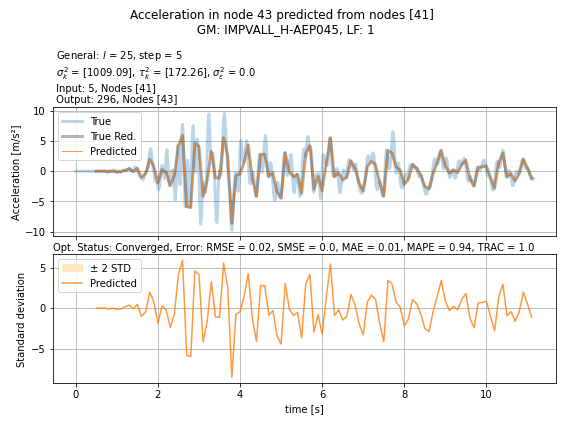 Acceleration in node 43 predicted from nodes [41]
GM: IMPVALL_H-AEP045, LF: 1
General: l = 25, step = 5
σ²ₖ = [1009.09], τ²ₖ = [172.26], σ²ε = 0.0
Input: 5, Nodes [41]
Output: 296, Nodes [43]
Acceleration [m/s²]
10
5
0
−5
−10
True
True Red.
Predicted
Opt. Status: Converged, Error: RMSE = 0.02, SMSE = 0.0, MAE = 0.01, MAPE = 0.94, TRAC = 1.0
Standard deviation
5
0
−5
± 2 STD
Predicted
0 2 4 6 8 10
time [s]